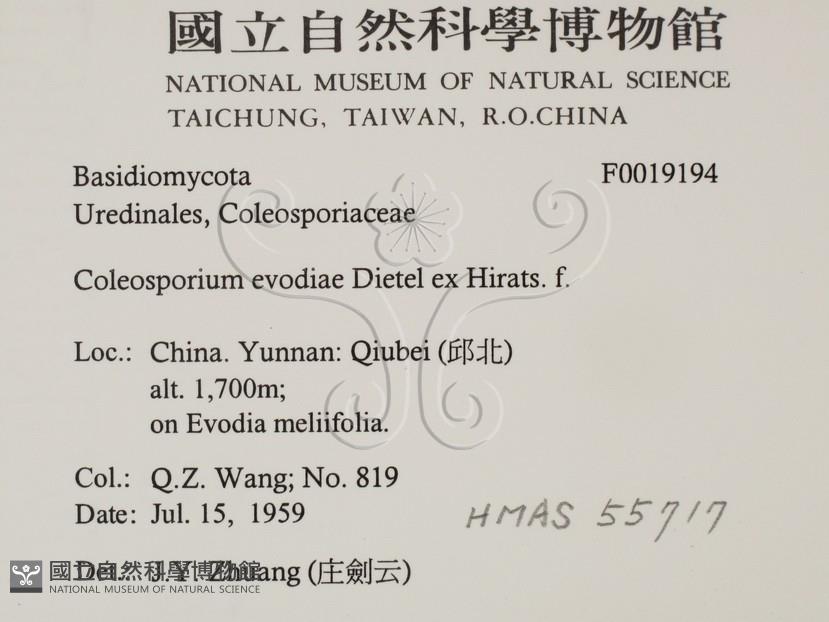 國立自然科學博物館
NATIONAL MUSEUM OF NATURAL SCIENCE
TAICHUNG, TAIWAN, R.O.CHINA
Basidiomycota F0019194
Uredinales, Coleosporiaceae
Coleosporium evodiae Dietel ex Hirats. f.
Loc.: China. Yunnan: Qiubei (邱北)
alt. 1,700m;
on Evodia meliifolia.
Col.: Q.Z. Wang; No. 819
Date: Jul. 15, 1959
HMAS 55717
Det.: J.Y. Zhuang (庄劍云)
國立自然科學博物館
NATIONAL MUSEUM OF NATURAL SCIENCE